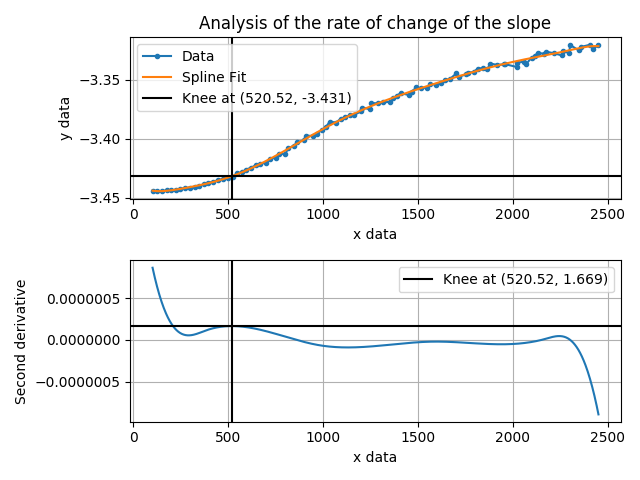 Analysis of the rate of change of the slope
Data
Spline Fit
Knee at (520.52, -3.431)
y data
−3.35
−3.40
−3.45
0 500 1000 1500 2000 2500
x data
Knee at (520.52, 1.669)
Second derivative
0.0000005
0.0000000
−0.0000005
0 500 1000 1500 2000 2500
x data